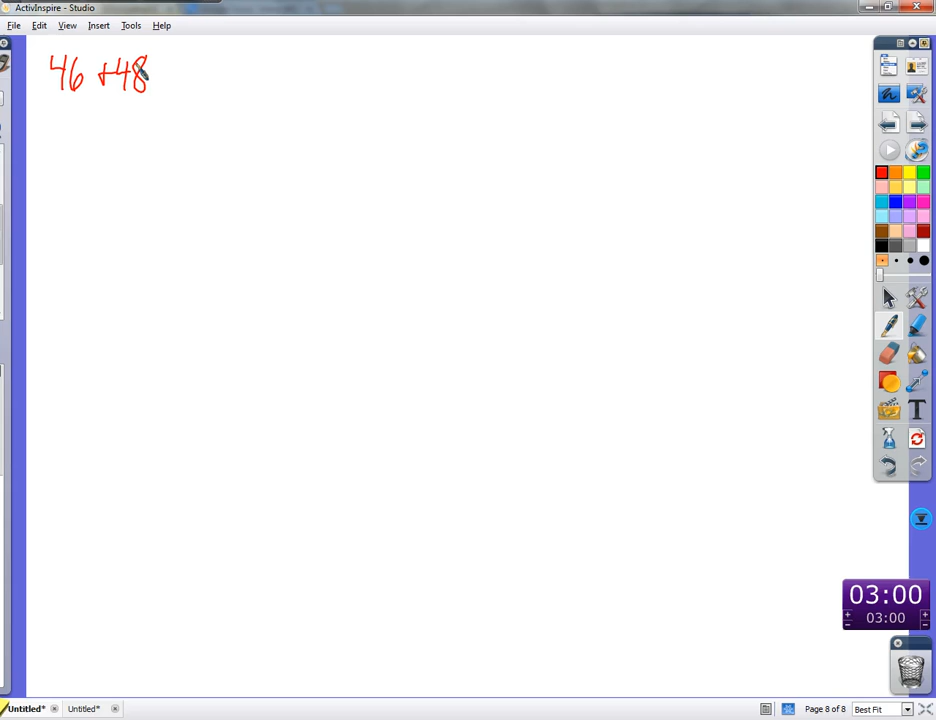 ActivInspire - Studio
File Edit View Insert Tools Help
46 +48
03:00
03:00
Untitled* Untitled* Page 8 of 8 Best Fit